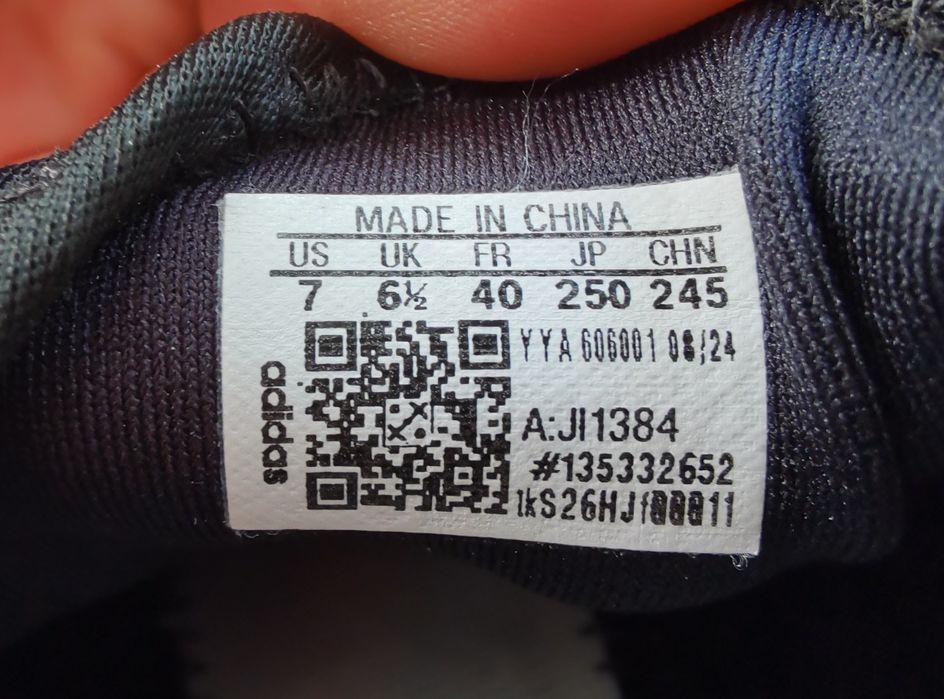 MADE IN CHINA
US UK FR JP CHN
7 6½ 40 250 245
YYA 606001 08/24
adidas
A:JI1384
#135332652